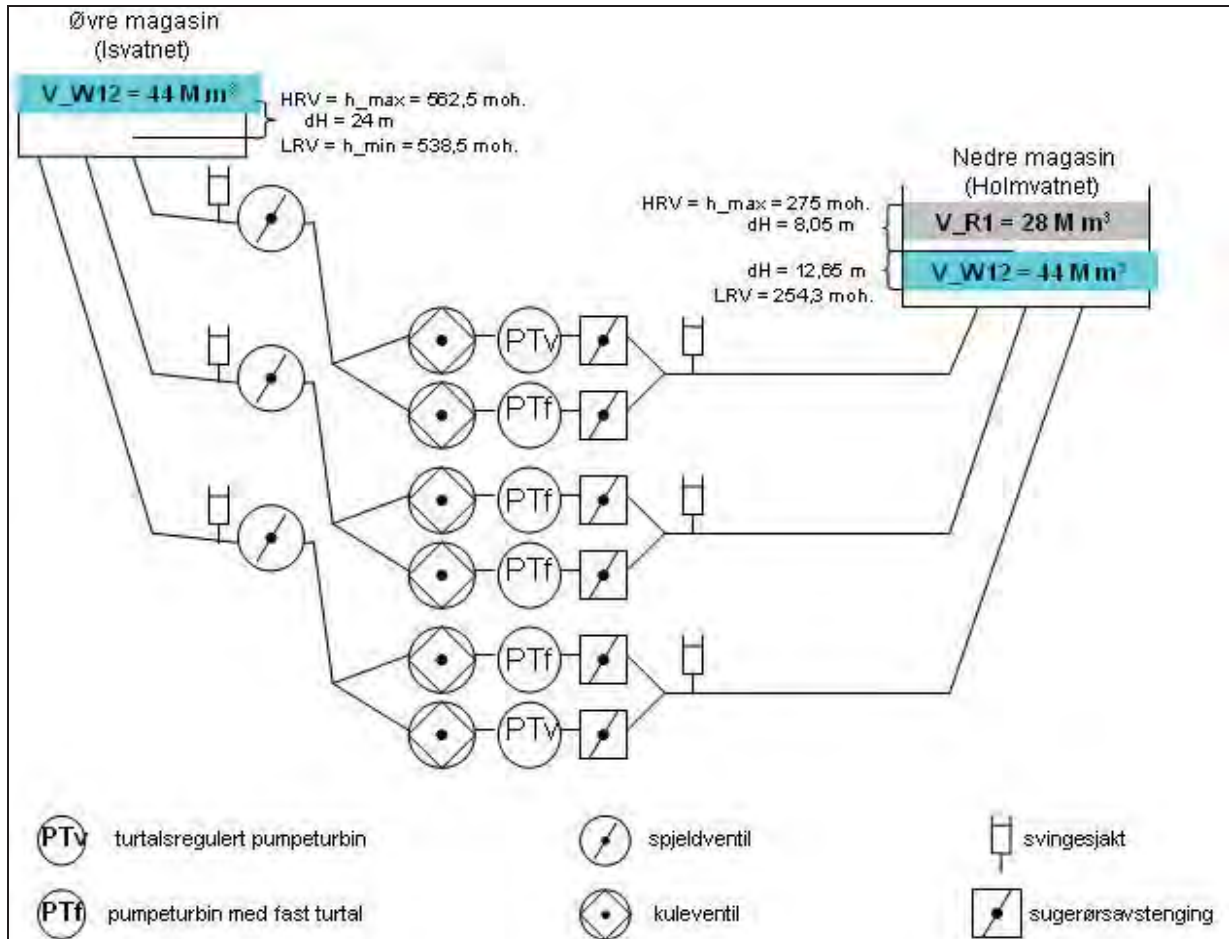 Øvre magasin
(Isvatnet)
V_W12 = 44 M m³
HRV = h_max = 562,5 moh.
dH = 24 m
LRV = h_min = 538,5 moh.
Nedre magasin
(Holmvatnet)
HRV = h_max = 275 moh.
dH = 8,05 m
V_R1 = 28 M m³
dH = 12,65 m
LRV = 254,3 moh.
V_W12 = 44 M m³
PTv
PTf
PTf
PTf
PTf
PTv
PTv turtalsregulert pumpeturbin
spjeldventil
svingesjakt
PTf pumpeturbin med fast turtal
kuleventil
sugerørsavstenging